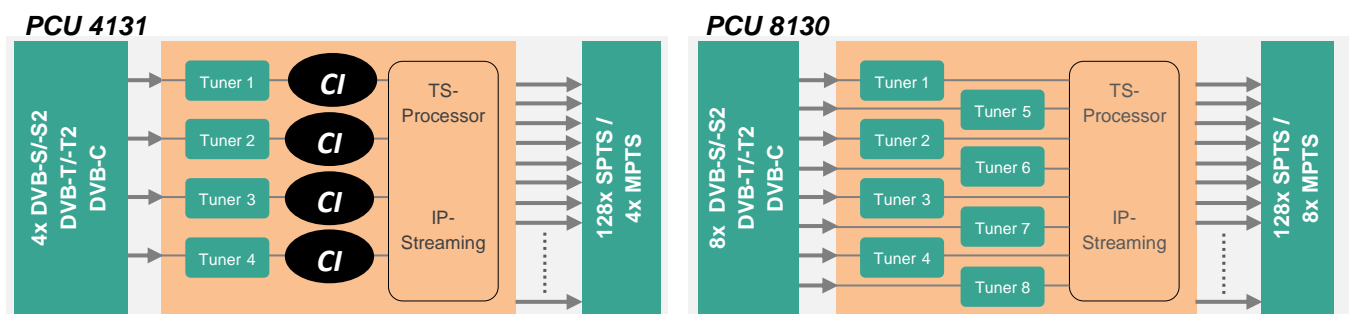 PCU 4131
4x DVB-S/-S2
DVB-T/-T2
DVB-C
Tuner 1
CI
Tuner 2
CI
Tuner 3
CI
Tuner 4
CI
TS-
Processor
IP-
Streaming
128x SPTS /
4x MPTS
PCU 8130
8x DVB-S/-S2
DVB-T/-T2
DVB-C
Tuner 1
Tuner 5
Tuner 2
Tuner 6
Tuner 3
Tuner 7
Tuner 4
Tuner 8
TS-
Processor
IP-
Streaming
128x SPTS /
8x MPTS